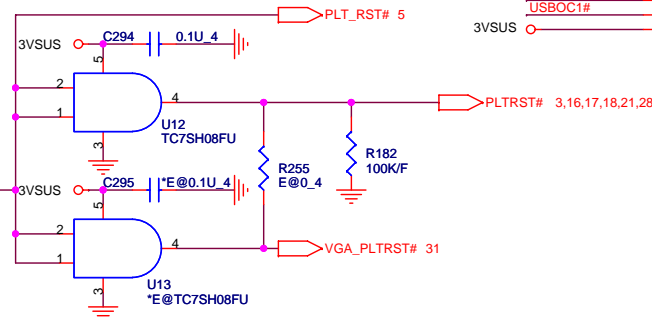 PLT_RST# 5
USBOC1#
3VSUS
C294 0.1U_4
3VSUS
5
2
1
4
3
U12
TC7SH08FU
PLTRST# 3,16,17,18,21,28
R255
E@0_4
R182
100K/F
C295 *E@0.1U_4
3VSUS
5
2
1
4
3
VGA_PLTRST# 31
U13
*E@TC7SH08FU